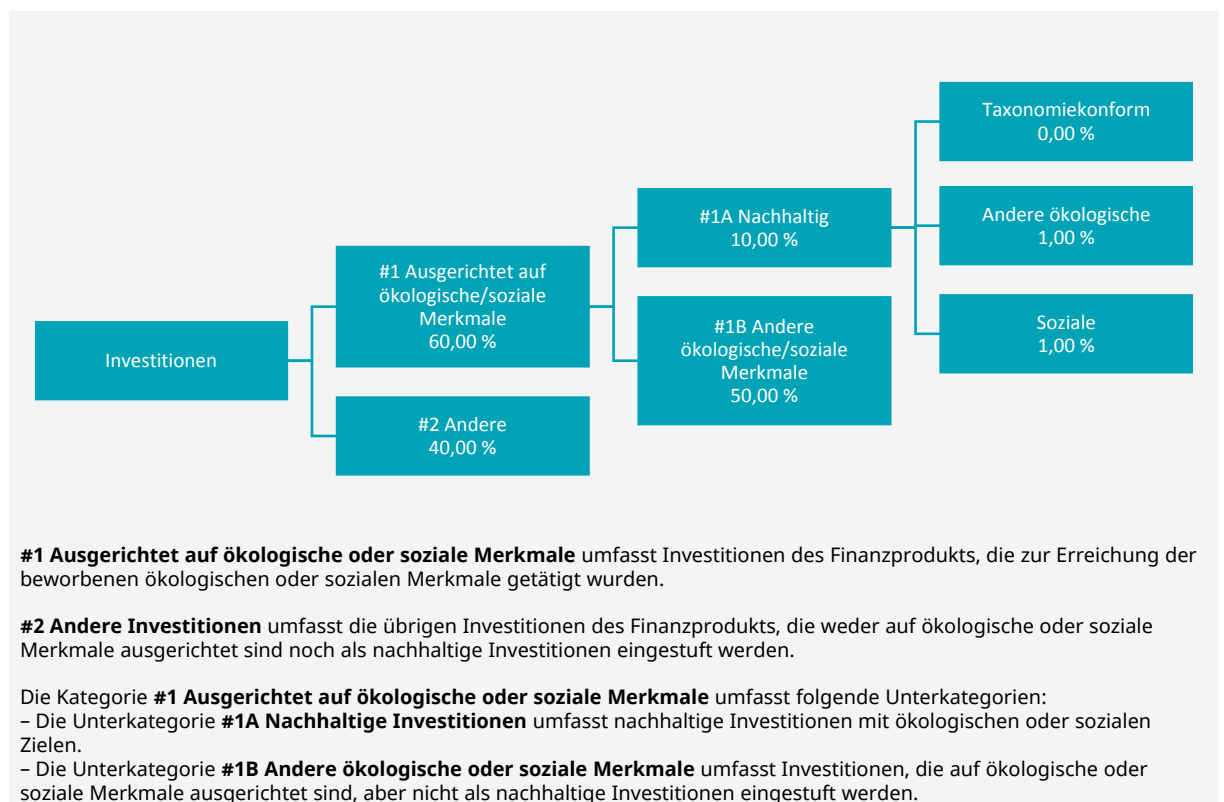 Investitionen
#1 Ausgerichtet auf
ökologische/soziale
Merkmale
60,00 %
#2 Andere
40,00 %
#1A Nachhaltig
10,00 %
#1B Andere
ökologische/soziale
Merkmale
50,00 %
Taxonomiekonform
0,00 %
Andere ökologische
1,00 %
Soziale
1,00 %
#1 Ausgerichtet auf ökologische oder soziale Merkmale umfasst Investitionen des Finanzprodukts, die zur Erreichung der
beworbenen ökologischen oder sozialen Merkmale getätigt wurden.
#2 Andere Investitionen umfasst die übrigen Investitionen des Finanzprodukts, die weder auf ökologische oder soziale
Merkmale ausgerichtet sind noch als nachhaltige Investitionen eingestuft werden.
Die Kategorie #1 Ausgerichtet auf ökologische oder soziale Merkmale umfasst folgende Unterkategorien:
– Die Unterkategorie #1A Nachhaltige Investitionen umfasst nachhaltige Investitionen mit ökologischen oder sozialen
Zielen.
– Die Unterkategorie #1B Andere ökologische oder soziale Merkmale umfasst Investitionen, die auf ökologische oder
soziale Merkmale ausgerichtet sind, aber nicht als nachhaltige Investitionen eingestuft werden.